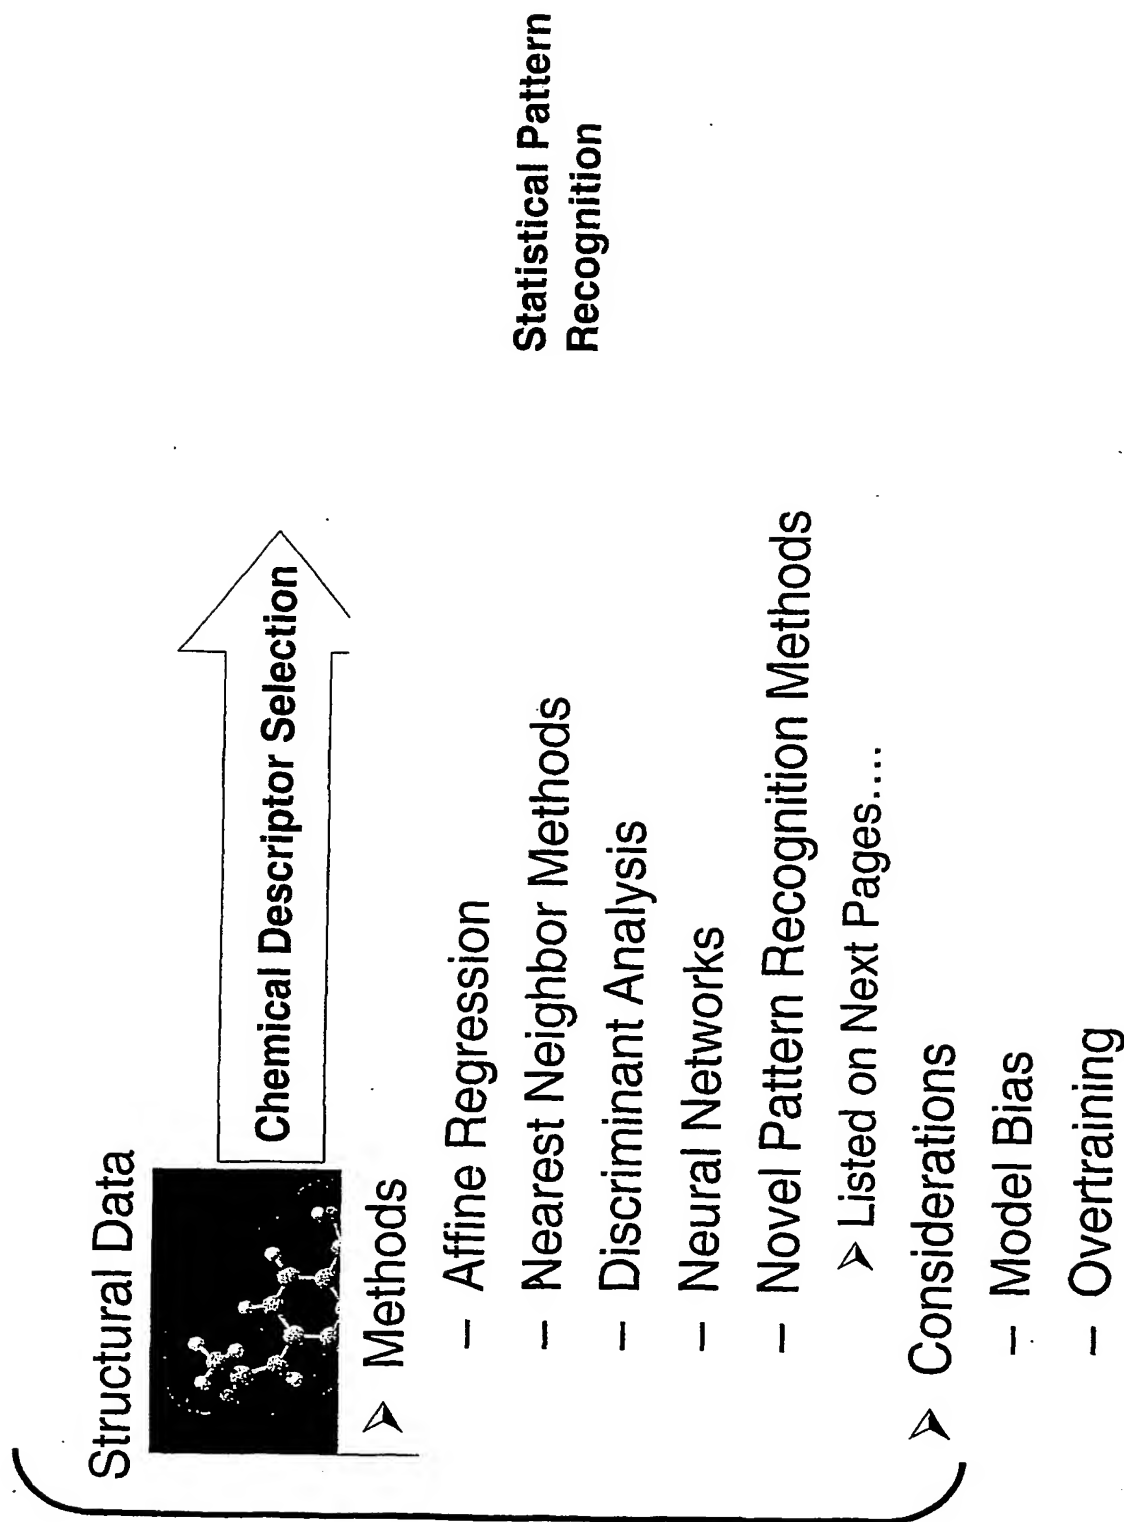 Structural Data
Chemical Descriptor Selection
Statistical Pattern
Recognition
➢ Methods
– Affine Regression
– Nearest Neighbor Methods
– Discriminant Analysis
– Neural Networks
– Novel Pattern Recognition Methods
➢ Listed on Next Pages....
➢ Considerations
– Model Bias
– Overtraining